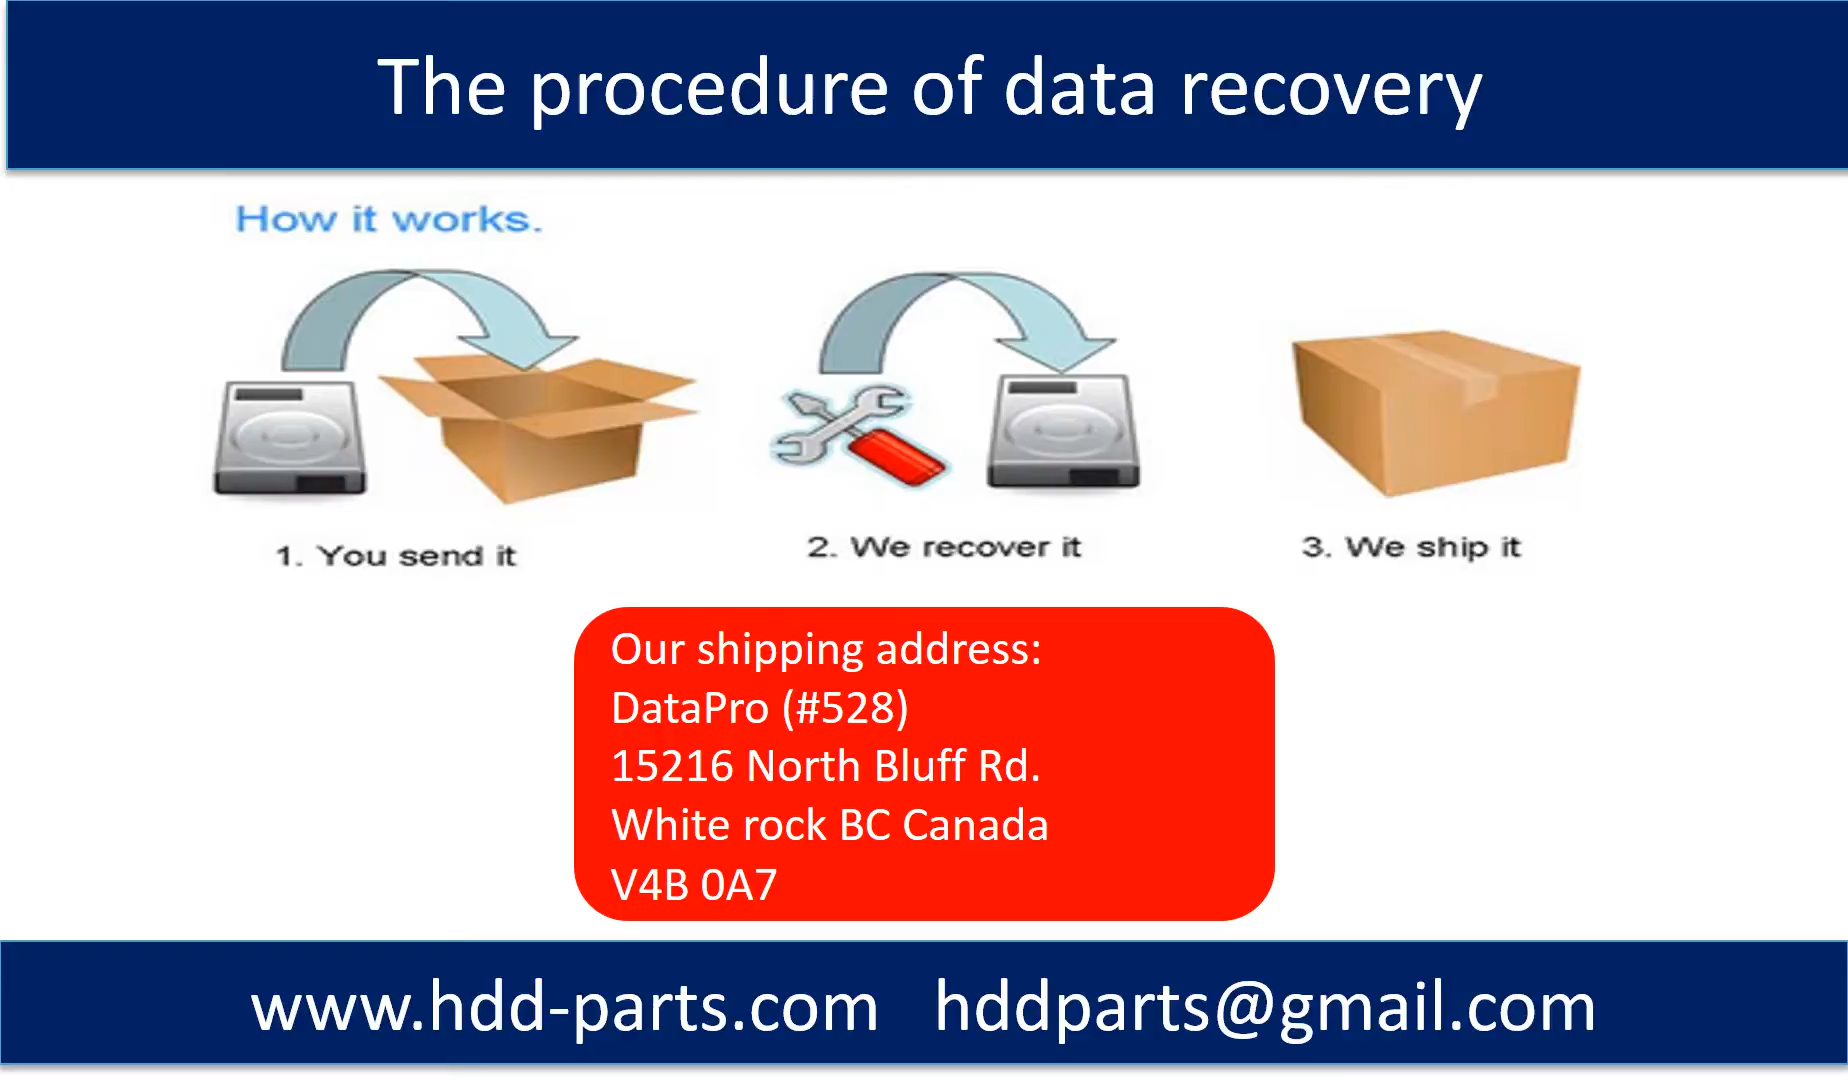 The procedure of data recovery
How it works.
1. You send it
2. We recover it
3. We ship it
Our shipping address:
DataPro (#528)
15216 North Bluff Rd.
White rock BC Canada
V4B 0A7
www.hdd-parts.com hddparts@gmail.com